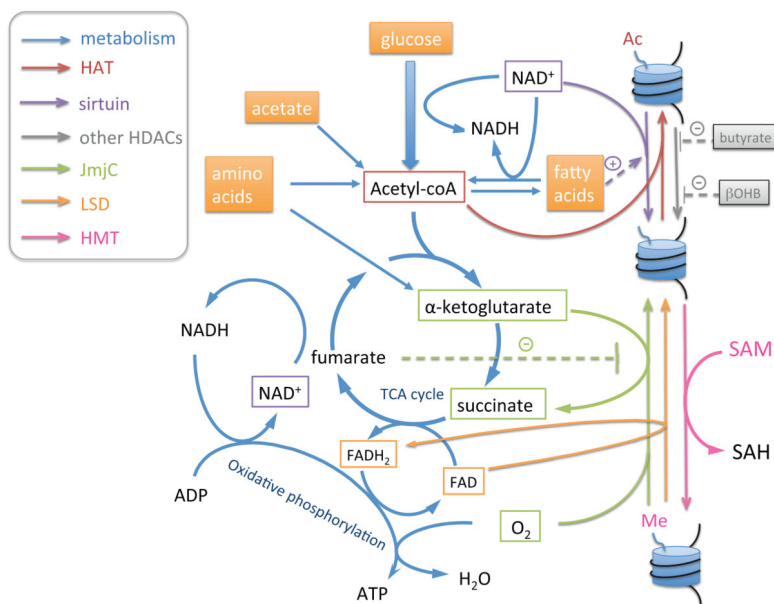 metabolism
HAT
sirtuin
other HDACs
JmjC
LSD
HMT
glucose
acetate
amino
acids
NAD+
NADH
Acetyl-coA
fatty
acids
+
Ac
−
butyrate
−
βOHB
α-ketoglutarate
NADH
fumarate
−
SAM
NAD+
TCA cycle
succinate
SAH
FADH2
FAD
ADP
Oxidative phosphorylation
O2
Me
ATP
H2O